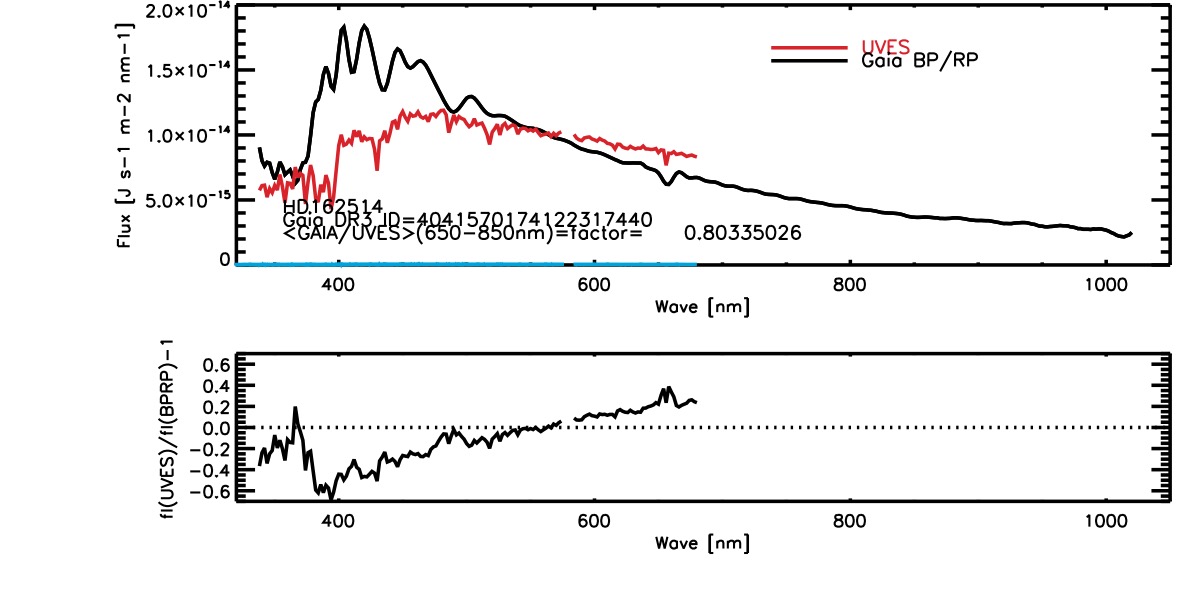 2.0×10⁻¹⁴
1.5×10⁻¹⁴
1.0×10⁻¹⁴
5.0×10⁻¹⁵
0
Flux [J s−1 m−2 nm−1]
UVES
Gaia BP/RP
HD162514
Gaia DR3 ID=4041570174122317440
<GAIA/UVES>(650−850nm)=factor= 0.80335026
400 600 800 1000
Wave [nm]
0.6
0.4
0.2
0.0
−0.2
−0.4
−0.6
fl(UVES)/fl(BPRP)−1
400 600 800 1000
Wave [nm]